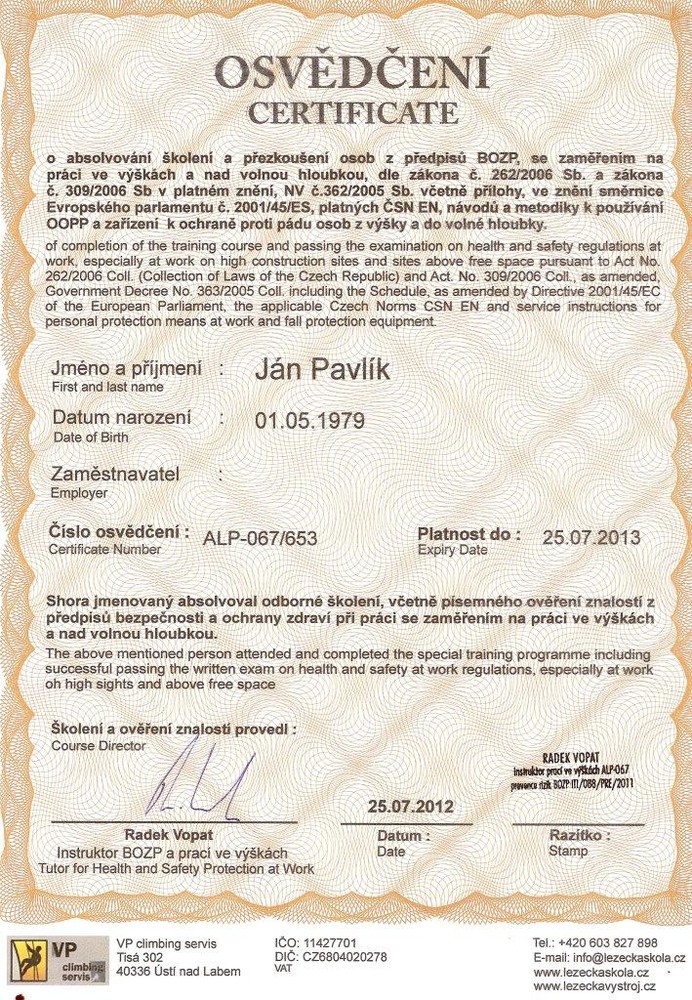 OSVĚDČENÍ
CERTIFICATE
o absolvování školení a přezkoušení osob z předpisů BOZP, se zaměřením na
práci ve výškách a nad volnou hloubkou, dle zákona č. 262/2006 Sb. a zákona
č. 309/2006 Sb v platném znění, NV č.362/2005 Sb. včetně přílohy, ve znění směrnice
Evropského parlamentu č. 2001/45/ES, platných ČSN EN, návodů a metodiky k používání
OOPP a zařízení k ochraně proti pádu osob z výšky a do volné hloubky.
of completion of the training course and passing the examination on health and safety regulations at
work, especially at work on high construction sites and sites above free space pursuant to Act No.
262/2006 Coll. (Collection of Laws of the Czech Republic) and Act. No. 309/2006 Coll., as amended,
Government Decree No. 363/2005 Coll. including the Schedule, as amended by Directive 2001/45/EC
of the European Parliament, the applicable Czech Norms CSN EN and service instructions for
personal protection means at work and fall protection equipment.
Jméno a příjmení : Ján Pavlík
First and last name
Datum narození : 01.05.1979
Date of Birth
Zaměstnavatel :
Employer
Číslo osvědčení : ALP-067/653 Platnost do : 25.07.2013
Certificate Number Expiry Date
Shora jmenovaný absolvoval odborné školení, včetně písemného ověření znalostí z
předpisů bezpečnosti a ochrany zdraví při práci se zaměřením na práci ve výškách
a nad volnou hloubkou.
The above mentioned person attended and completed the special training programme including
successful passing the written exam on health and safety at work regulations, especially at work
oh high sights and above free space
Školení a ověření znalosti provedl :
Course Director
RADEK VOPAT
instruktor prací ve výškách ALP-067
prevence rizik BOZP ITI/088/PRE/2011
25.07.2012
Radek Vopat Datum : Razítko :
Instruktor BOZP a prací ve výškách Date Stamp
Tutor for Health and Safety Protection at Work
VP
climbing
servis
VP climbing servis IČO: 11427701 Tel.: +420 603 827 898
Tisá 302 DIČ: CZ6804020278 E-mail: info@lezeckaskola.cz
40336 Ústí nad Labem VAT www.lezeckaskola.cz
www.lezeckavystroj.cz